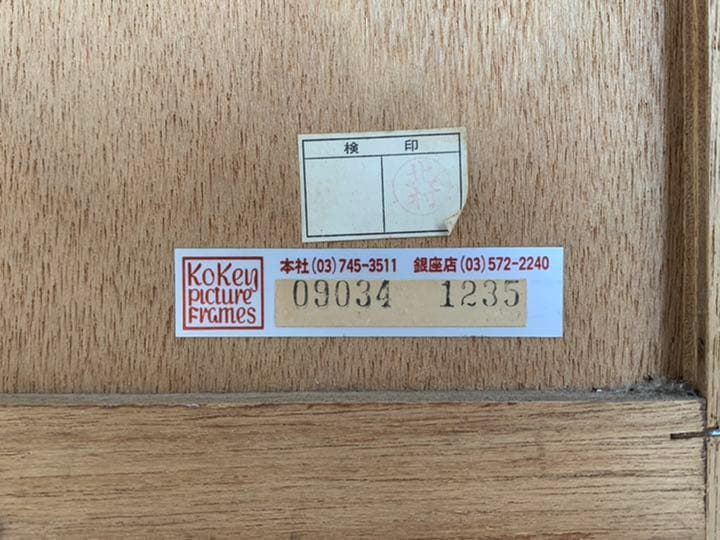 検 印
北村
KoKen
picture
Frames
本社(03)745-3511 銀座店(03)572-2240
09034 1235